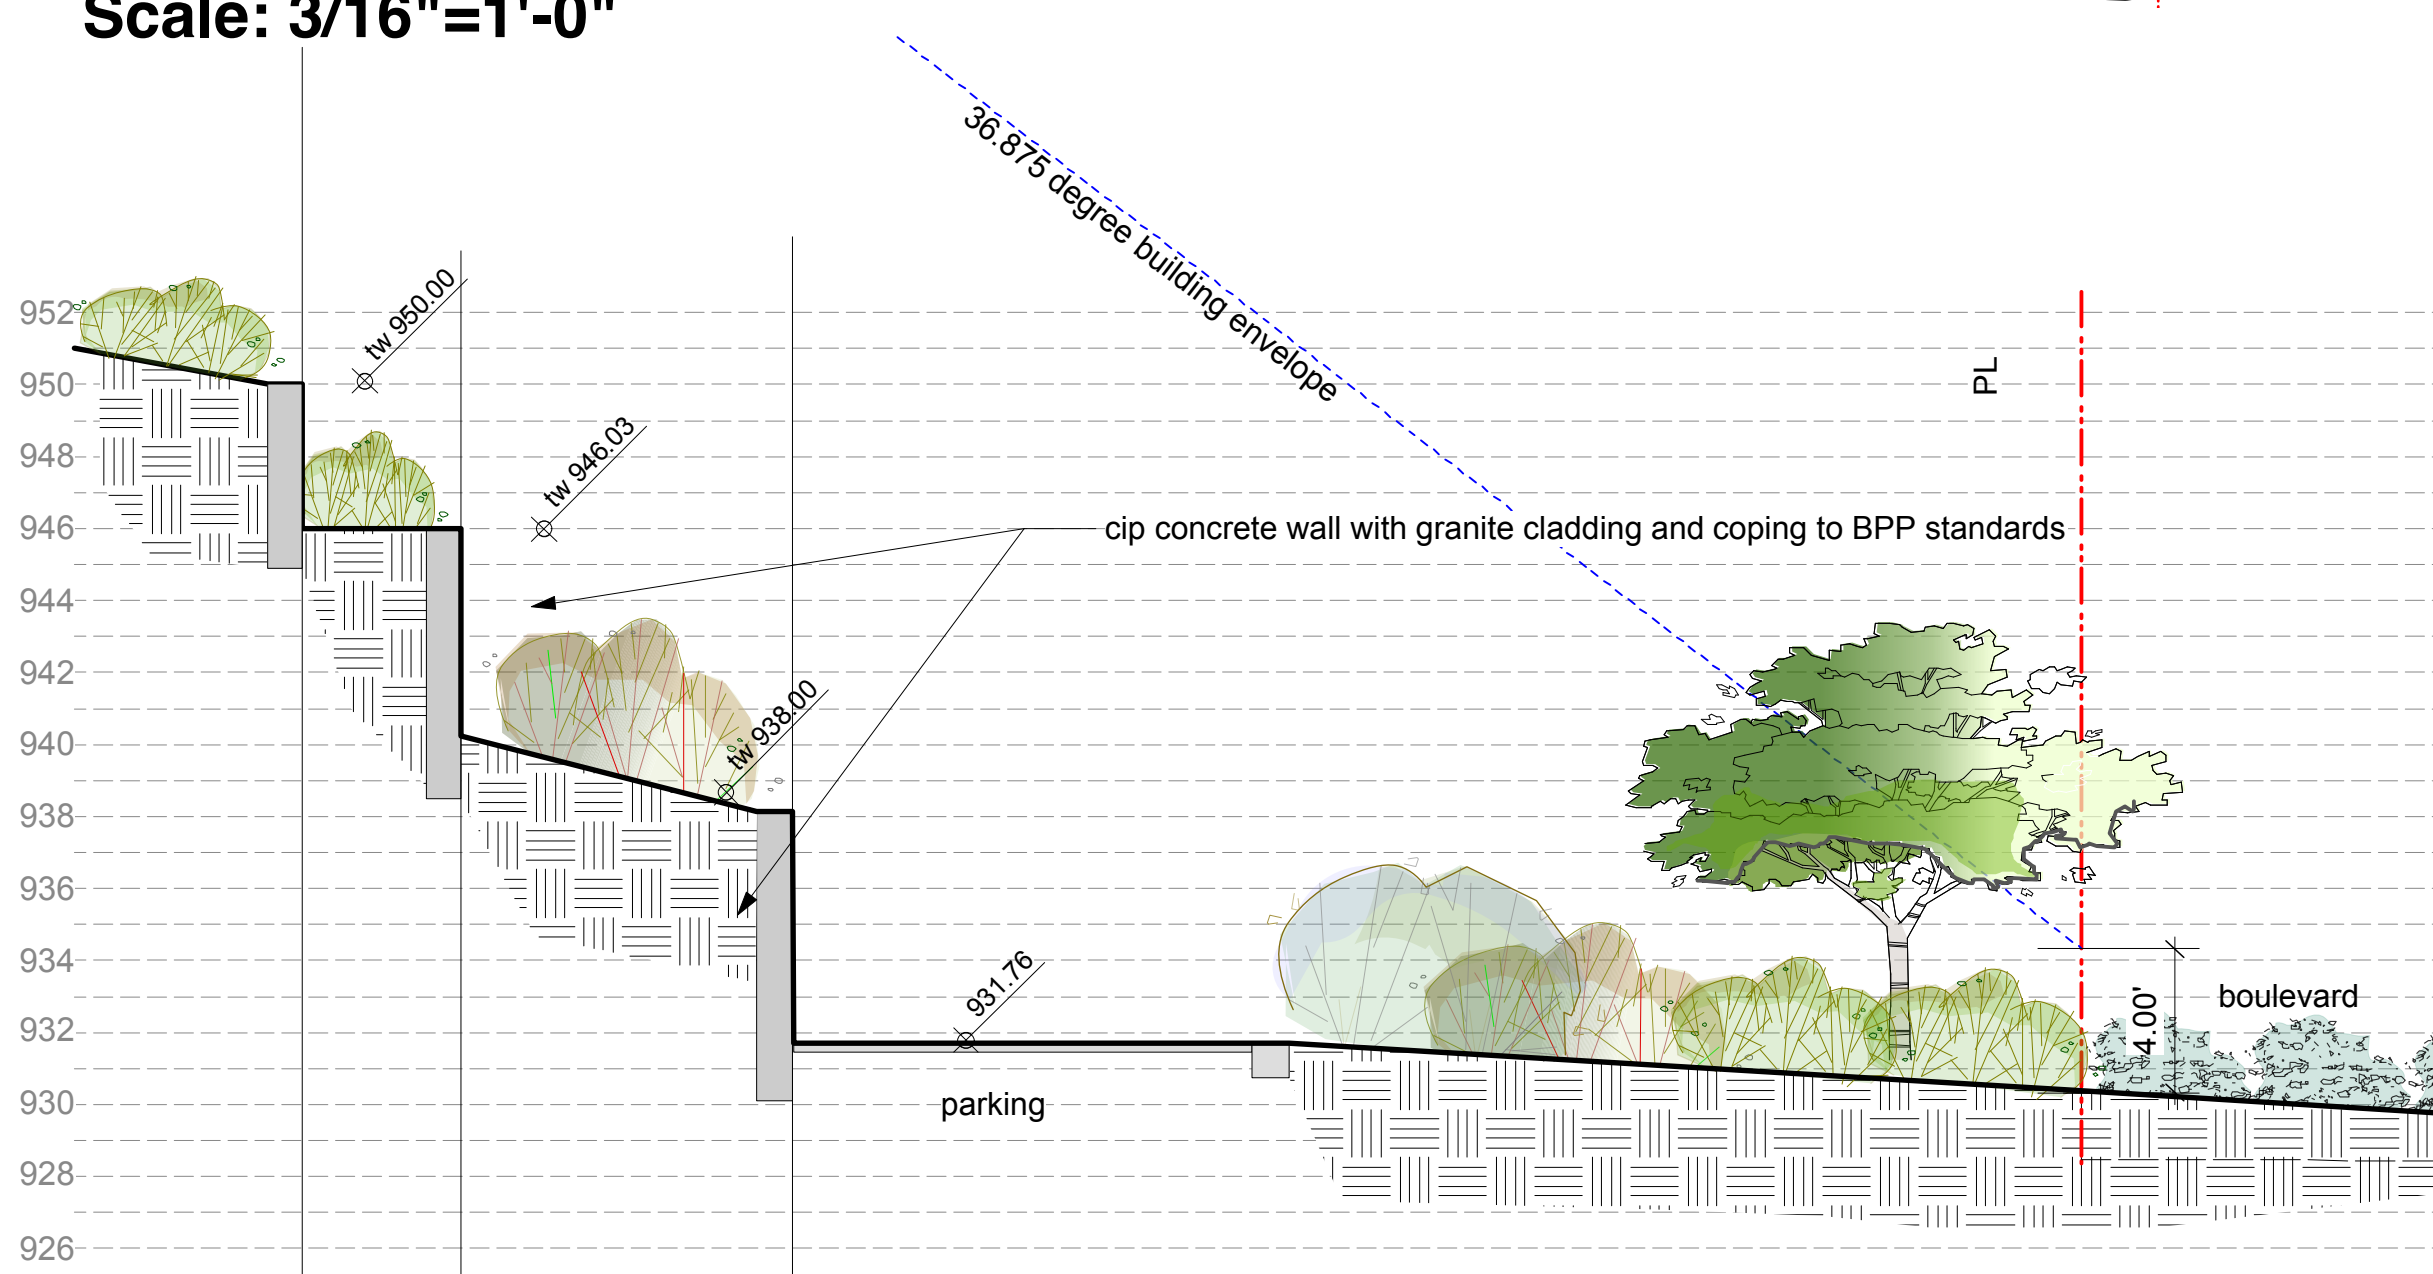 Scale: 3/16"=1'-0"
36.875 degree building envelope
tw 950.00
952
PL
950
tw 946.03
948
946
cip concrete wall with granite cladding and coping to BPP standards
944
942
tw 938.00
940
938
936
934
931.76
4.00'
boulevard
932
930
parking
928
926